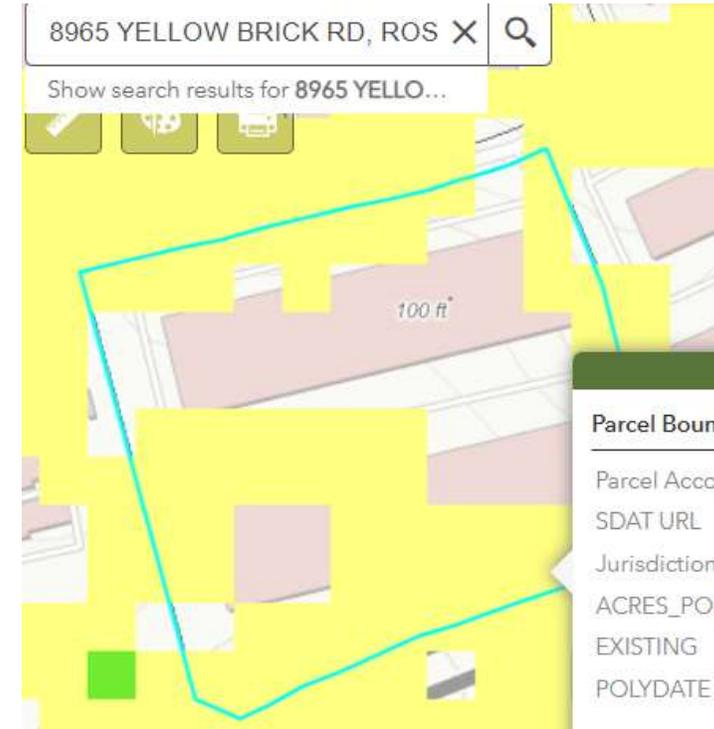 8965 YELLOW BRICK RD, ROS
Show search results for 8965 YELLO...
100 ft
Parcel Boun
Parcel Acco
SDAT URL
Jurisdiction
ACRES_PO
EXISTING
POLYDATE